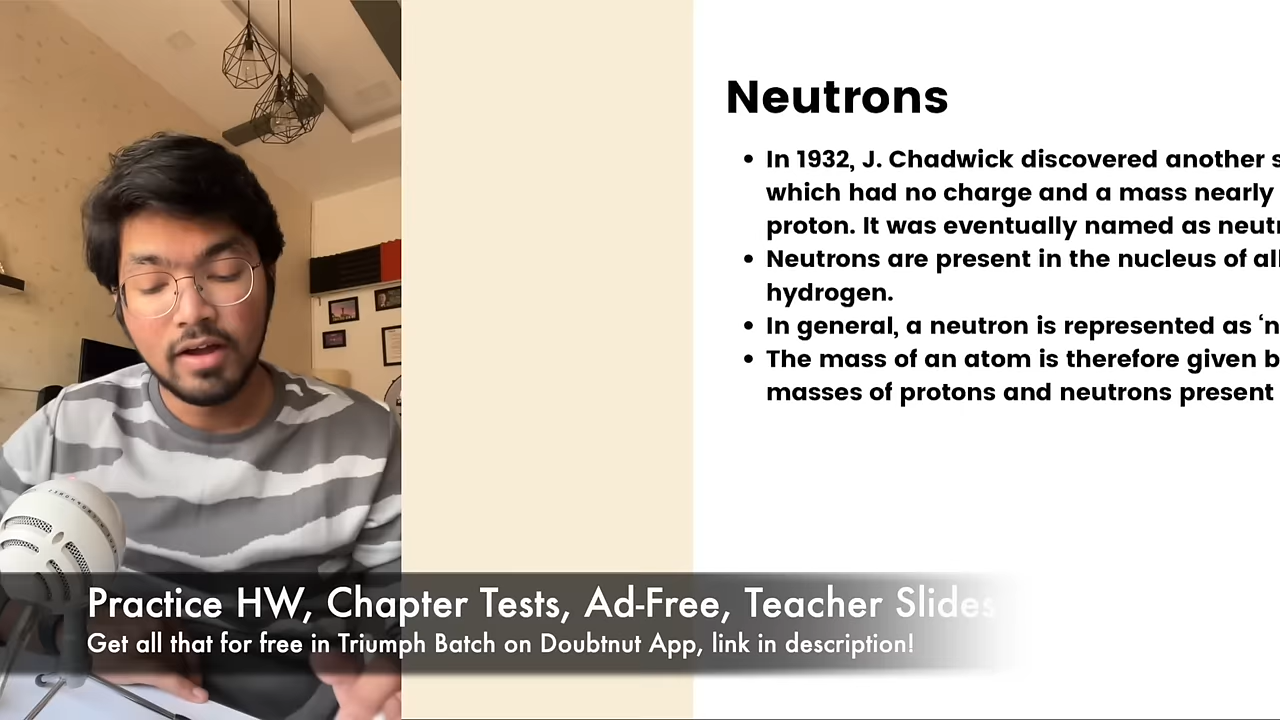 Neutrons
• In 1932, J. Chadwick discovered another s
which had no charge and a mass nearly
proton. It was eventually named as neut
• Neutrons are present in the nucleus of al
hydrogen.
• In general, a neutron is represented as ‘n
• The mass of an atom is therefore given b
masses of protons and neutrons present
Practice HW, Chapter Tests, Ad-Free, Teacher Slides
Get all that for free in Triumph Batch on Doubtnut App, link in description!